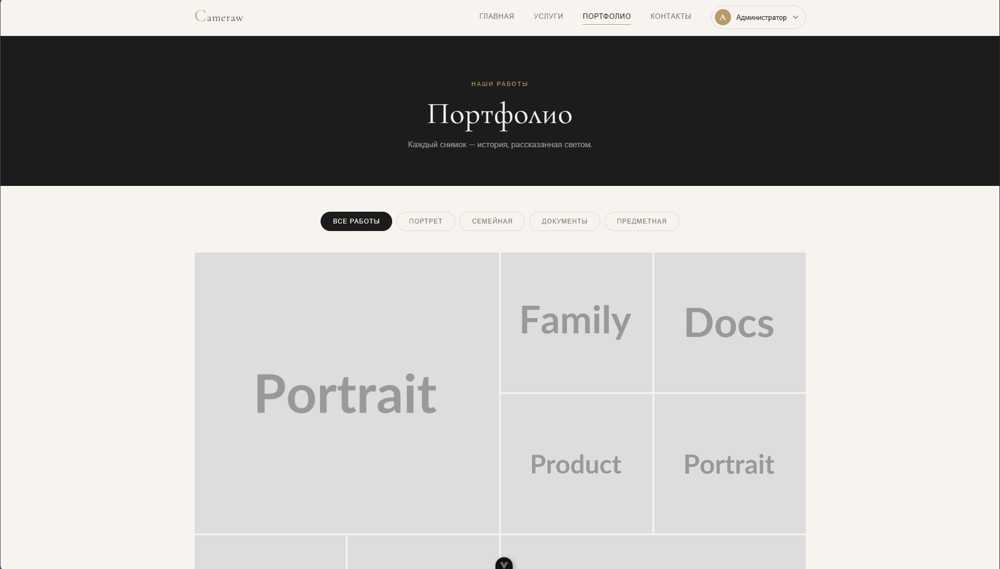 Cameraw
ГЛАВНАЯ
УСЛУГИ
ПОРТФОЛИО
КОНТАКТЫ
А
Администратор
НАШИ РАБОТЫ
Портфолио
Каждый снимок — история, рассказанная светом.
ВСЕ РАБОТЫ
ПОРТРЕТ
СЕМЕЙНАЯ
ДОКУМЕНТЫ
ПРЕДМЕТНАЯ
Portrait
Family
Docs
Product
Portrait